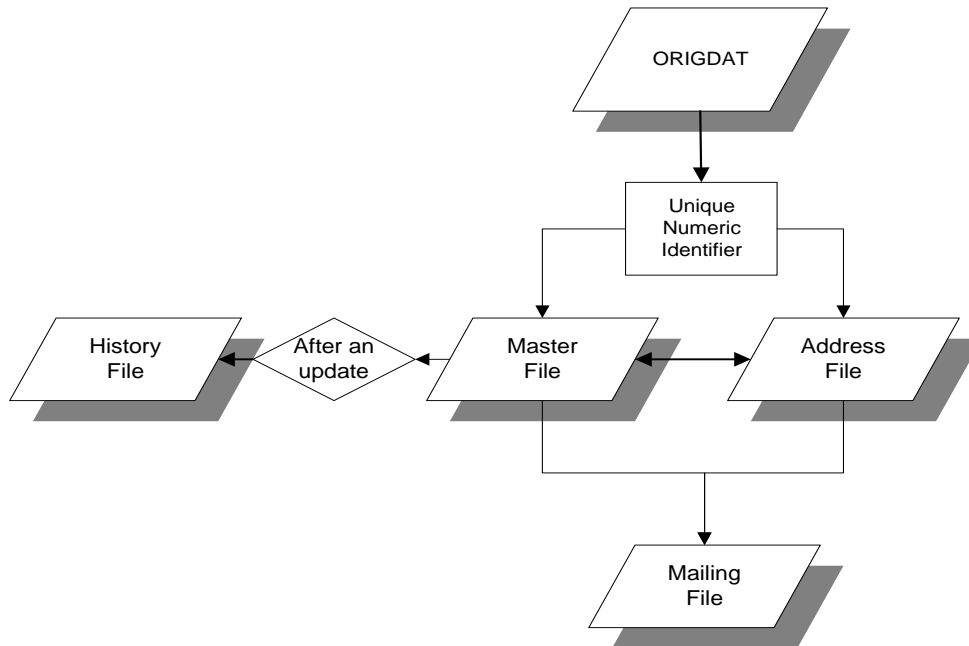 ORIGDAT
Unique
Numeric
Identifier
History
File
After an
update
Master
File
Address
File
Mailing
File